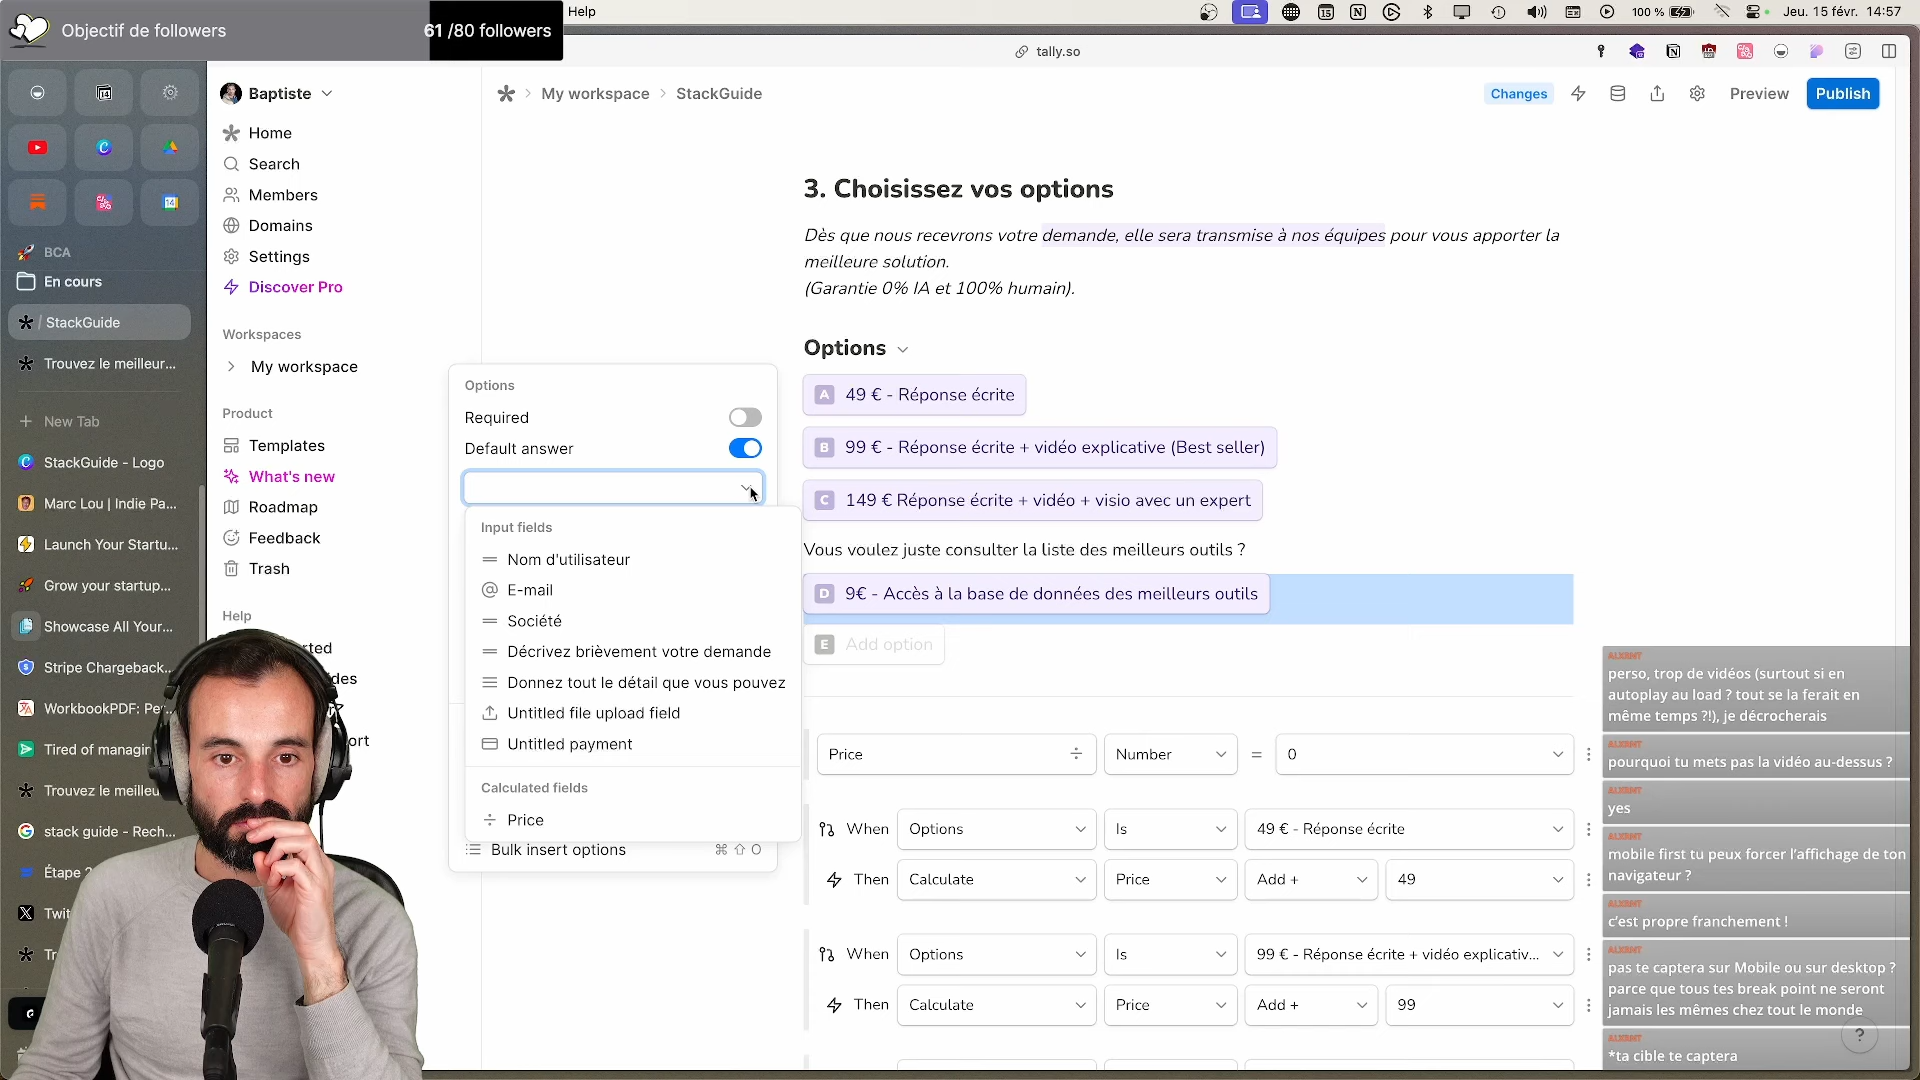 Objectif de followers
61 /80 followers
Help
100 %
Jeu. 15 févr. 14:57
tally.so
Baptiste
My workspace
StackGuide
Changes
Preview
Publish
Home
Search
Members
Domains
Settings
Discover Pro
Workspaces
My workspace
Product
Templates
What's new
Roadmap
Feedback
Trash
Help
BCA
En cours
/ StackGuide
Trouvez le meilleur...
New Tab
StackGuide - Logo
Marc Lou | Indie Pa...
Launch Your Startu...
Grow your startup...
Showcase All Your...
Stripe Chargeback...
WorkbookPDF: Per...
Tired of managin
Trouvez le meilleu
stack guide - Rech...
Étape 2
Twit
Tr
3. Choisissez vos options
Dès que nous recevrons votre demande, elle sera transmise à nos équipes pour vous apporter la
meilleure solution.
(Garantie 0% IA et 100% humain).
Options
A 49 € - Réponse écrite
B 99 € - Réponse écrite + vidéo explicative (Best seller)
C 149 € Réponse écrite + vidéo + visio avec un expert
Vous voulez juste consulter la liste des meilleurs outils ?
D 9€ - Accès à la base de données des meilleurs outils
E Add option
Options
Required
Default answer
Input fields
Nom d'utilisateur
E-mail
Société
Décrivez brièvement votre demande
Donnez tout le détail que vous pouvez
Untitled file upload field
Untitled payment
Calculated fields
Price
Bulk insert options ⌘ ⇧ O
Price Number = 0
When Options Is 49 € - Réponse écrite
Then Calculate Price Add + 49
When Options Is 99 € - Réponse écrite + vidéo explicativ...
Then Calculate Price Add + 99
ALXRNT
perso, trop de vidéos (surtout si en
autoplay au load ? tout se la ferait en
même temps ?!), je décrocherais
ALXRNT
pourquoi tu mets pas la vidéo au-dessus ?
ALXRNT
yes
ALXRNT
mobile first tu peux forcer l'affichage de ton
navigateur ?
ALXRNT
c'est propre franchement !
ALXRNT
pas te captera sur Mobile ou sur desktop ?
parce que tous tes break point ne seront
jamais les mêmes chez tout le monde
ALXRNT
*ta cible te captera
?